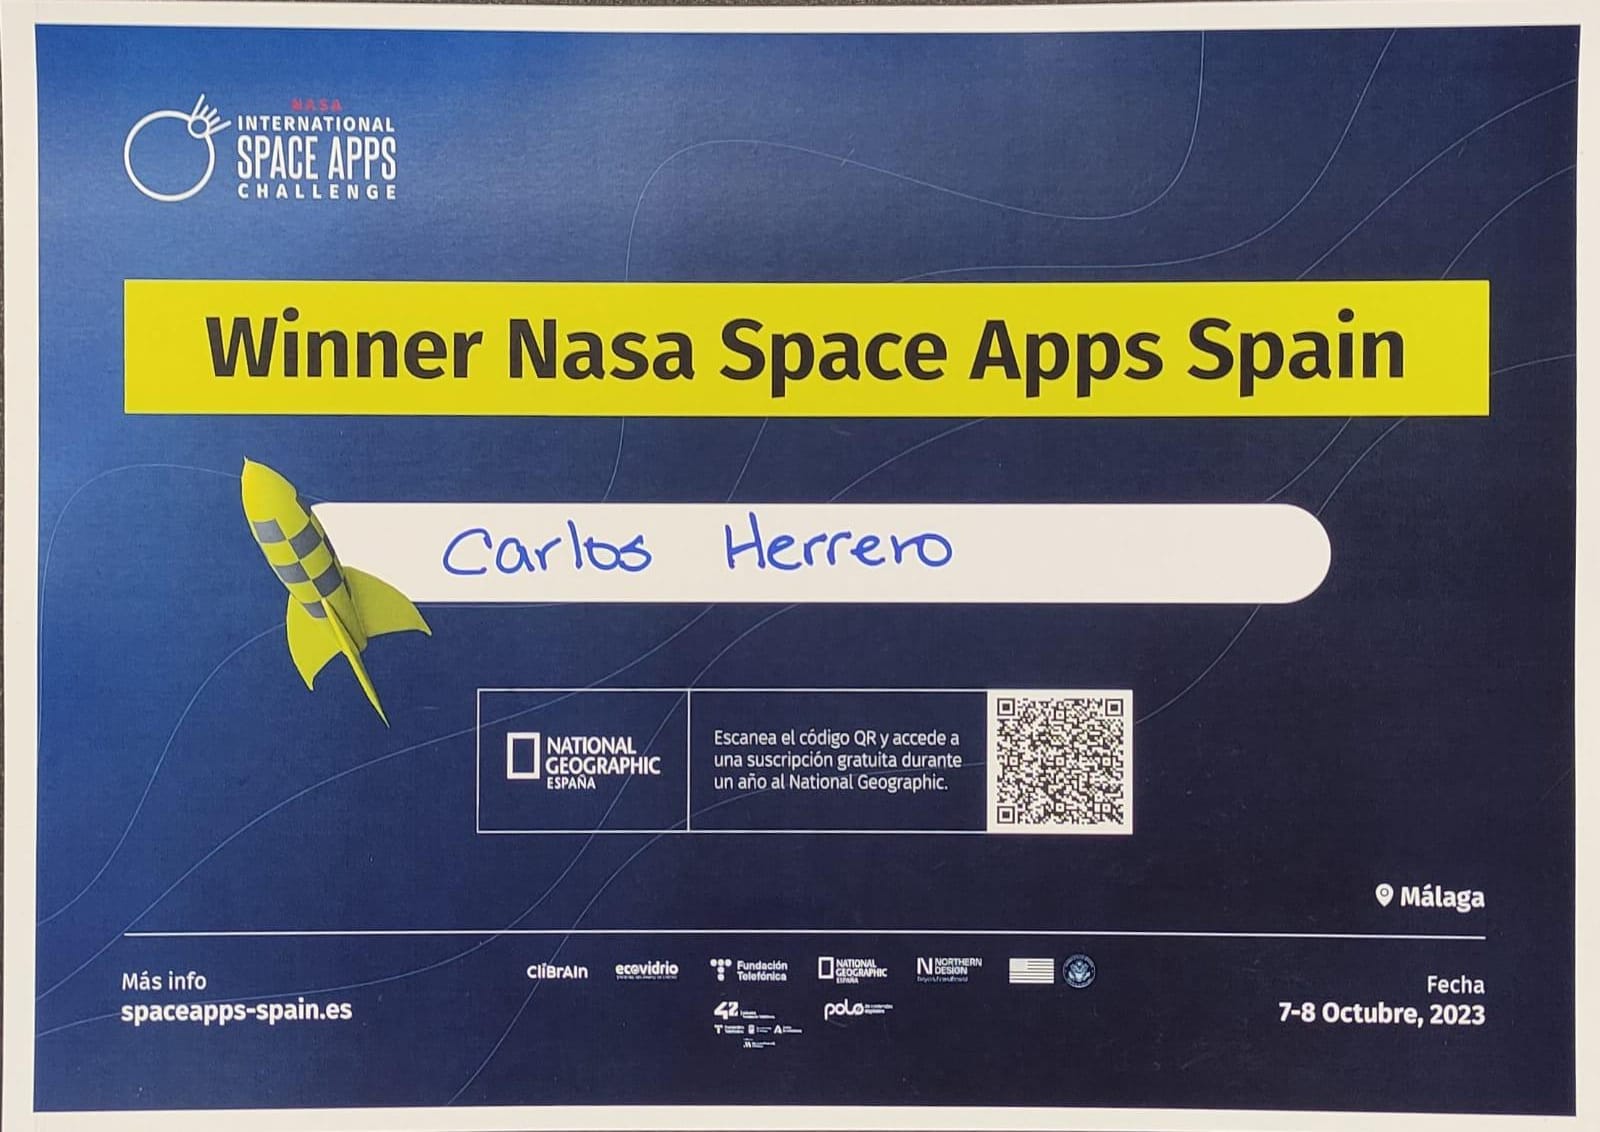 NASA
INTERNATIONAL
SPACE APPS
CHALLENGE
Winner Nasa Space Apps Spain
Carlos Herrero
NATIONAL
GEOGRAPHIC
ESPAÑA
Escanea el código QR y accede a
una suscripción gratuita durante
un año al National Geographic.
Málaga
Más info
spaceapps-spain.es
CliBrAIn
ecovidrio
Fundación
Telefónica
NATIONAL
GEOGRAPHIC
ESPAÑA
NORTHERN
DESIGN
42
polo
Fecha
7-8 Octubre, 2023